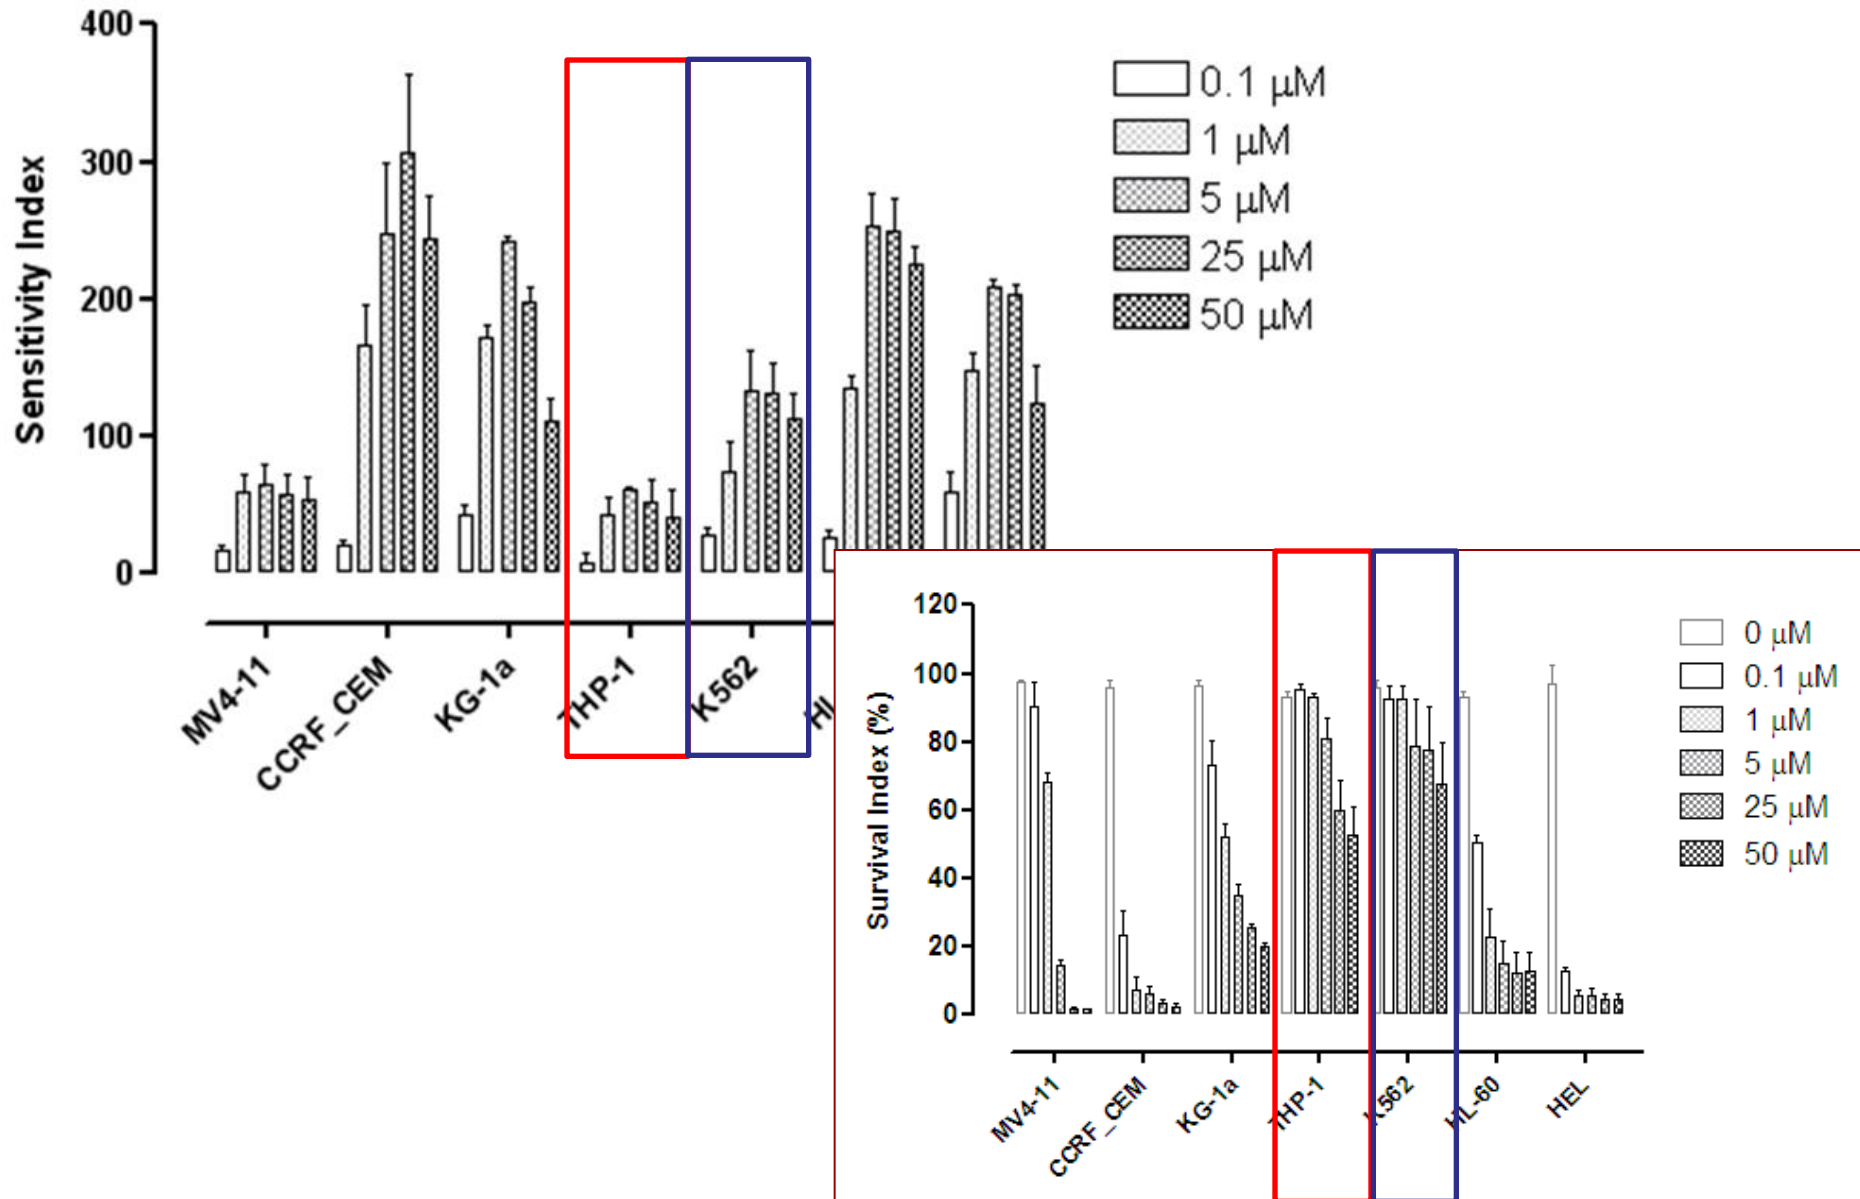 400
300
200
100
0
Sensitivity Index
MV4-11
CCRF_CEM
KG-1a
THP-1
K562
0.1 μM
1 μM
5 μM
25 μM
50 μM
120
100
80
60
40
20
0
Survival Index (%)
MV4-11
CCRF_CEM
KG-1a
THP-1
K562
HL-60
HEL
0 μM
0.1 μM
1 μM
5 μM
25 μM
50 μM